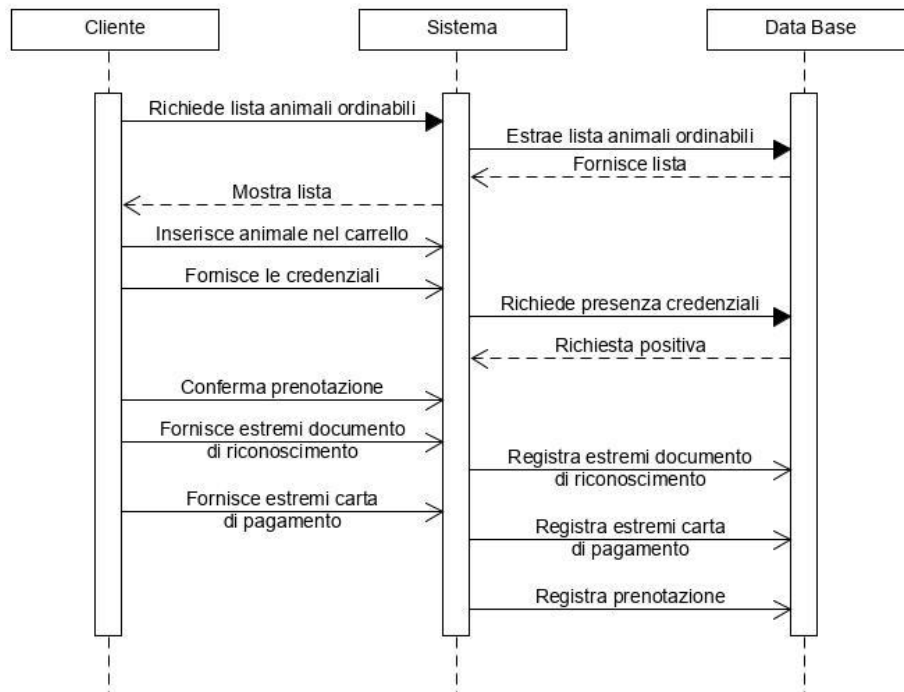 Cliente
Sistema
Data Base
Richiede lista animali ordinabili
Estrae lista animali ordinabili
Fornisce lista
Mostra lista
Inserisce animale nel carrello
Fornisce le credenziali
Richiede presenza credenziali
Richiesta positiva
Conferma prenotazione
Fornisce estremi documento
di riconoscimento
Registra estremi documento
di riconoscimento
Fornisce estremi carta
di pagamento
Registra estremi carta
di pagamento
Registra prenotazione